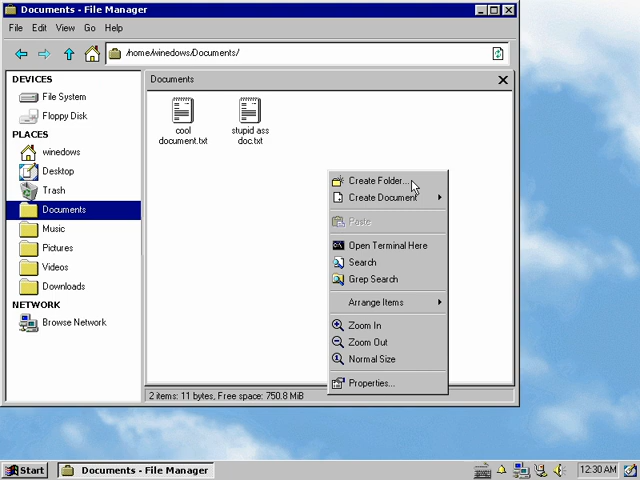 Documents - File Manager
File Edit View Go Help
/home/winedows/Documents/
DEVICES
File System
Floppy Disk
PLACES
winedows
Desktop
Trash
Documents
Music
Pictures
Videos
Downloads
NETWORK
Browse Network
Documents
cool
document.txt
stupid ass
doc.txt
Create Folder...
Create Document
Paste
Open Terminal Here
Search
Grep Search
Arrange Items
Zoom In
Zoom Out
Normal Size
Properties...
2 items: 11 bytes, Free space: 750.8 MiB
Start Documents - File Manager 12:30 AM